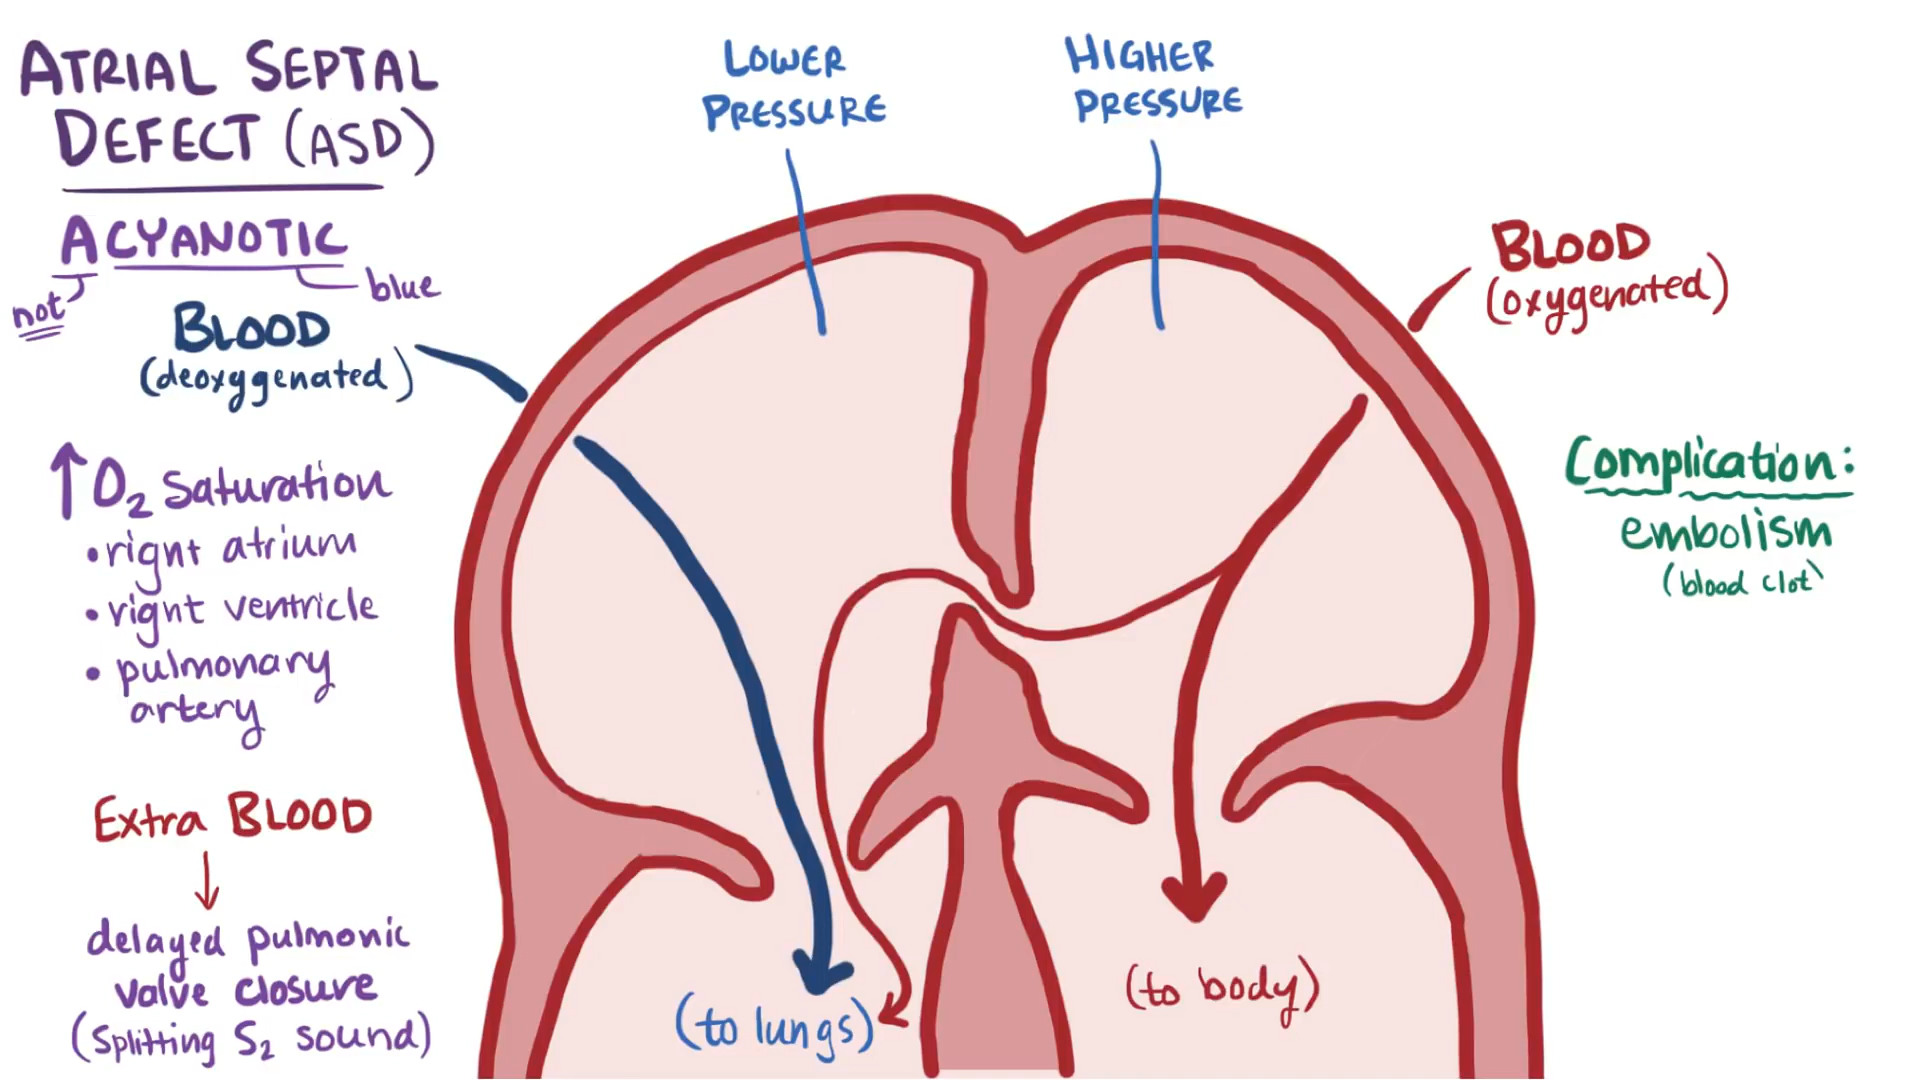 ATRIAL SEPTAL
DEFECT (ASD)
ACYANOTIC
not
blue
BLOOD
(deoxygenated)
↑O₂ saturation
• right atrium
• right ventricle
• pulmonary
artery
Extra BLOOD
↓
delayed pulmonic
valve closure
(splitting S₂ sound)
LOWER
PRESSURE
HIGHER
PRESSURE
(to lungs)
(to body)
BLOOD
(oxygenated)
Complication:
embolism
(blood clot)